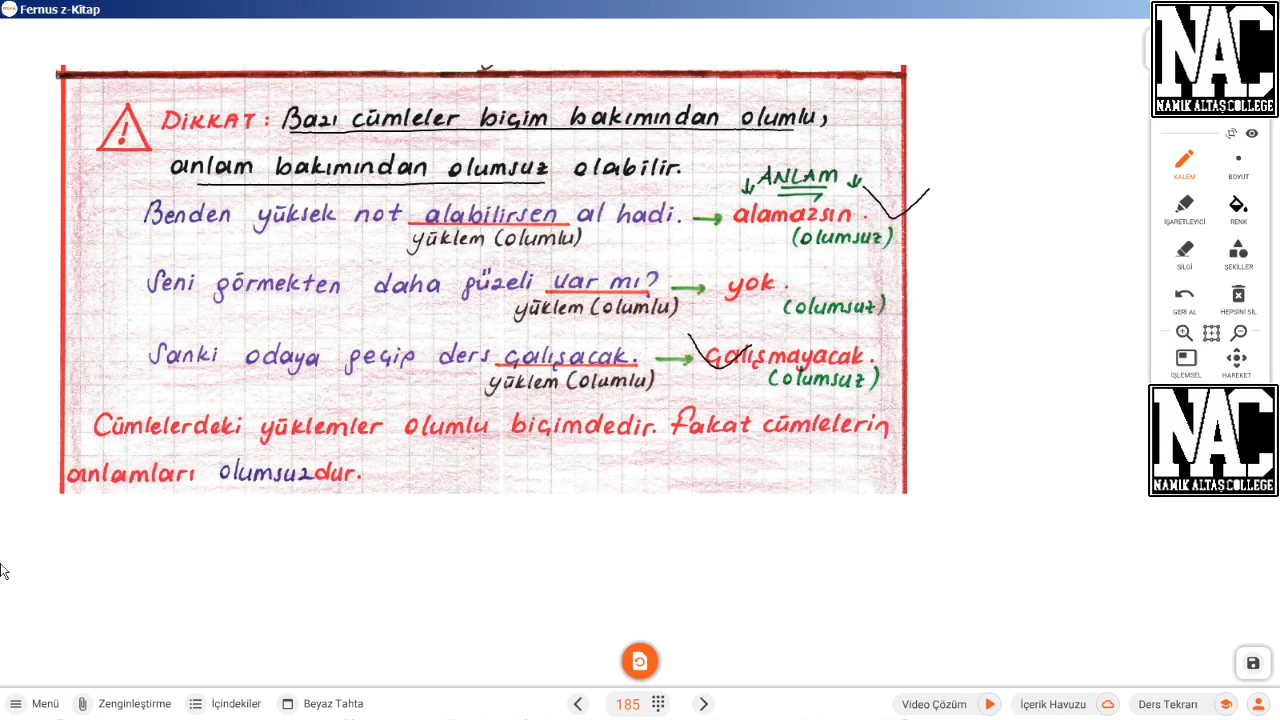 Fernus z-Kitap
NAC
NAMIK ALTAŞ COLLEGE
DİKKAT: Bazı cümleler biçim bakımından olumlu,
anlam bakımından olumsuz olabilir.
ANLAM
Benden yüksek not alabilirsen al hadi. → alamazsın.
yüklem (olumlu) (olumsuz)
Seni görmekten daha güzeli var mı? → yok.
yüklem (olumlu) (olumsuz)
Sanki odaya geçip ders çalışacak. → çalışmayacak.
yüklem (olumlu) (olumsuz)
Cümlelerdeki yüklemler olumlu biçimdedir. Fakat cümlelerin
anlamları olumsuzdur.
KALEM BOYUT
İŞARETLEYİCİ RENK
SİLGİ ŞEKİLLER
GERİ AL HEPSİNİ SİL
İŞLEMSEL HAREKET
NAC
NAMIK ALTAŞ COLLEGE
Menü Zenginleştirme İçindekiler Beyaz Tahta 185 Video Çözüm İçerik Havuzu Ders Tekrarı